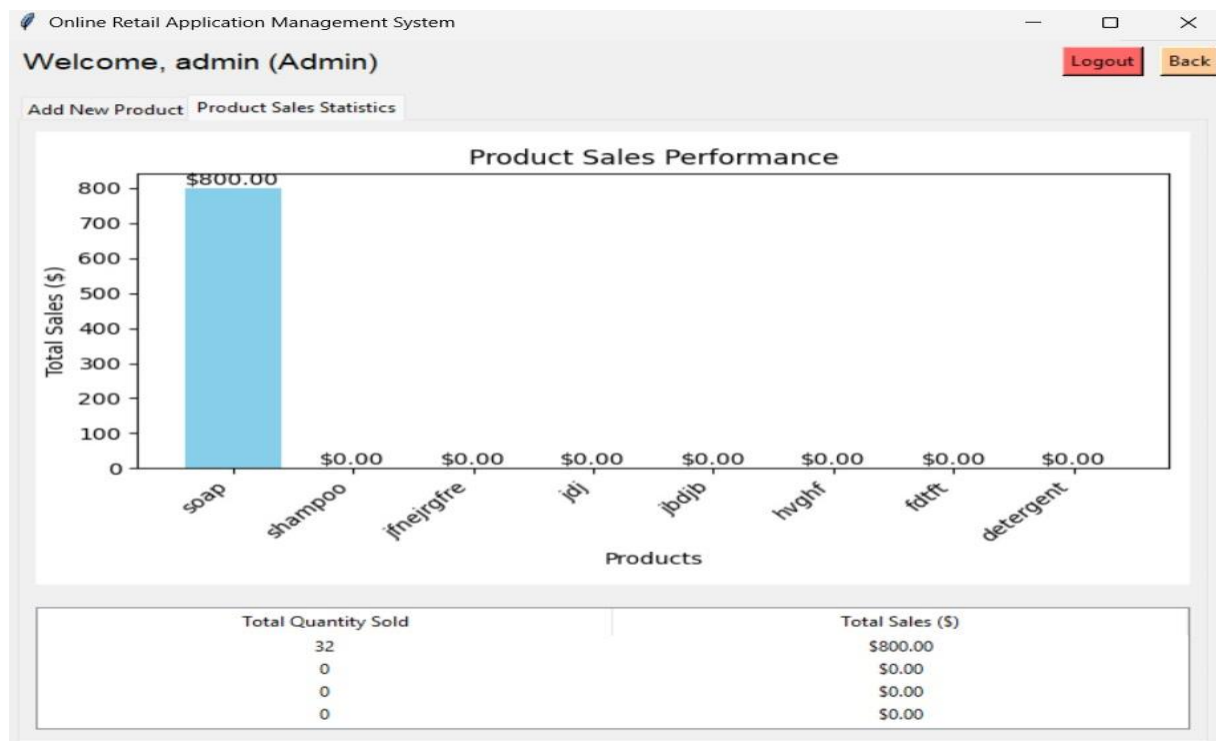 Online Retail Application Management System
Welcome, admin (Admin)
Logout
Back
Add New Product
Product Sales Statistics
Product Sales Performance
Total Sales ($)
800
700
600
500
400
300
200
100
0
$800.00
$0.00 $0.00 $0.00 $0.00 $0.00 $0.00 $0.00
soap shampoo jfnejrgfre jdj jbdjb hvghf fdtft detergent
Products
Total Quantity Sold Total Sales ($)
32 $800.00
0 $0.00
0 $0.00
0 $0.00